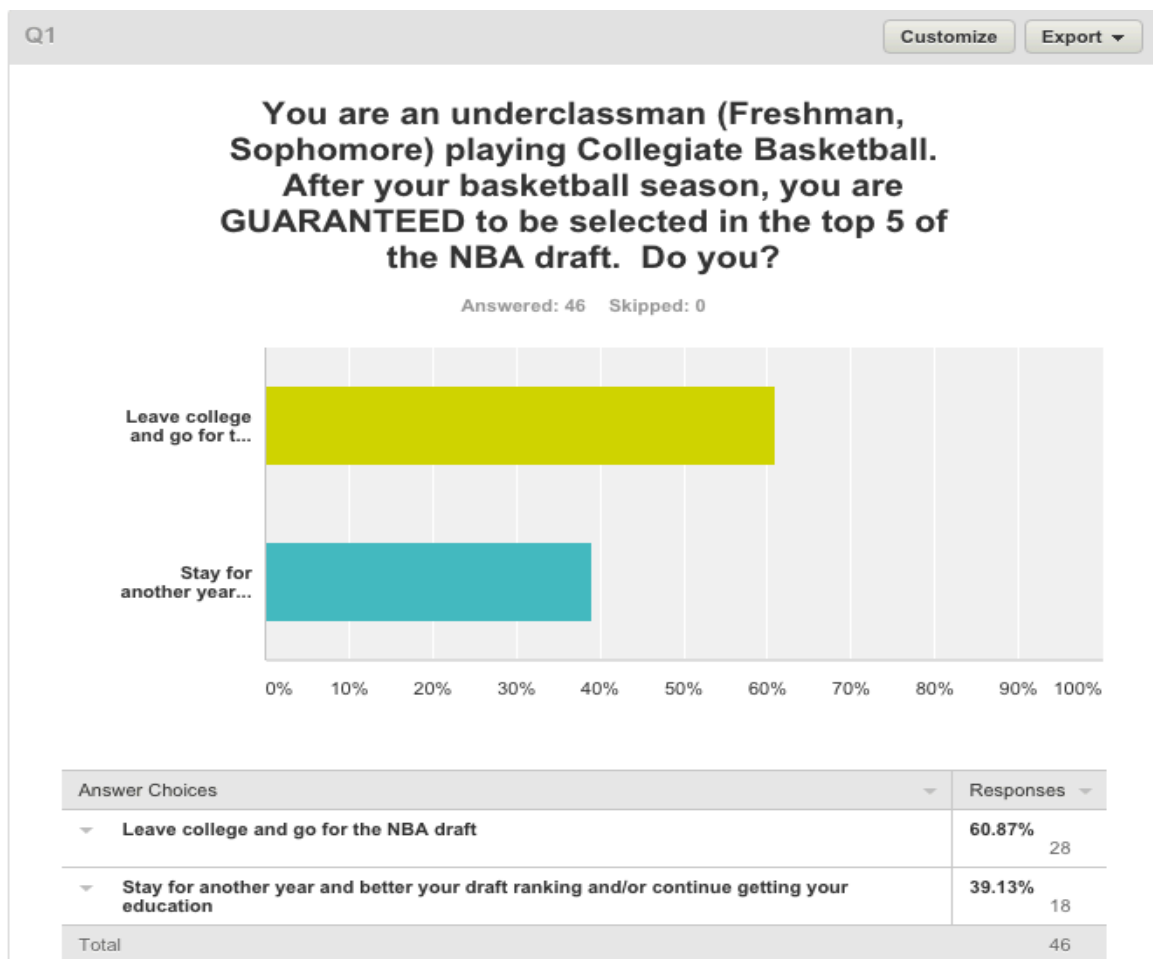 Q1
Customize
Export
You are an underclassman (Freshman,
Sophomore) playing Collegiate Basketball.
After your basketball season, you are
GUARANTEED to be selected in the top 5 of
the NBA draft.  Do you?
Answered: 46    Skipped: 0
Leave college
and go for t...
Stay for
another year...
0% 10% 20% 30% 40% 50% 60% 70% 80% 90% 100%
Answer Choices Responses
Leave college and go for the NBA draft 60.87%
28
Stay for another year and better your draft ranking and/or continue getting your 39.13%
education 18
Total 46